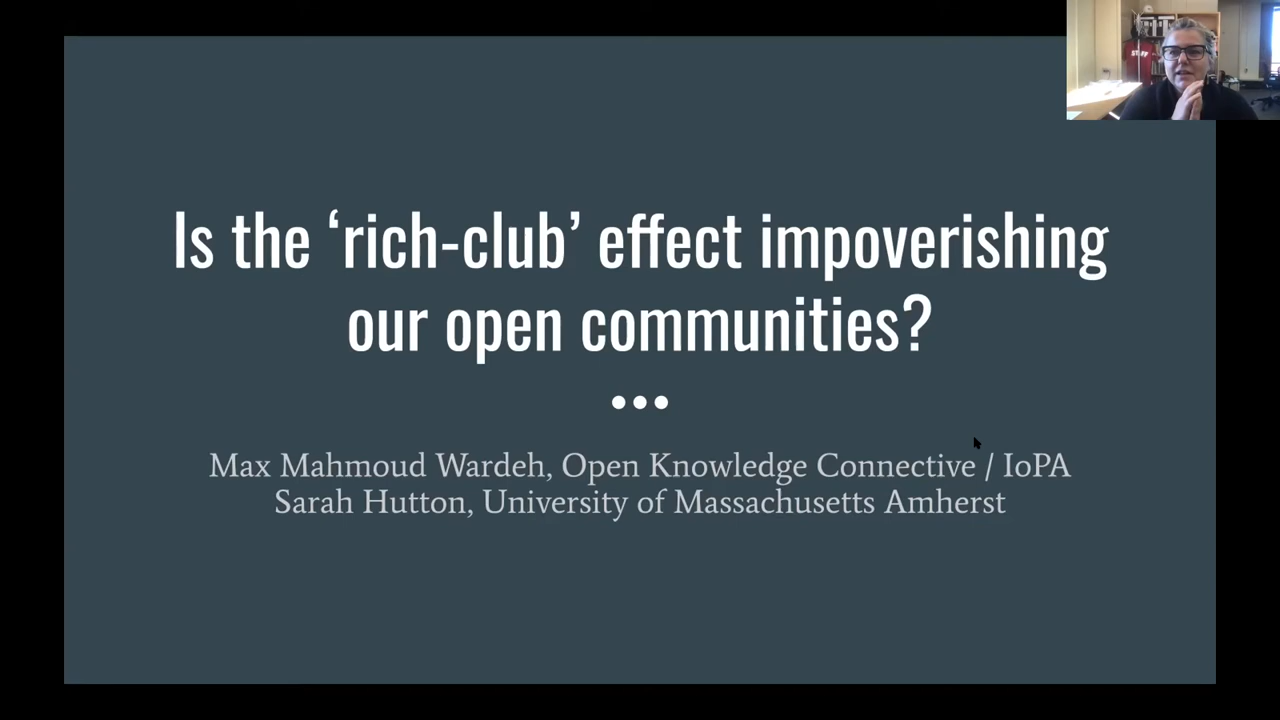 STAFF
Is the ‘rich-club’ effect impoverishing
our open communities?
Max Mahmoud Wardeh, Open Knowledge Connective / IoPA
Sarah Hutton, University of Massachusetts Amherst